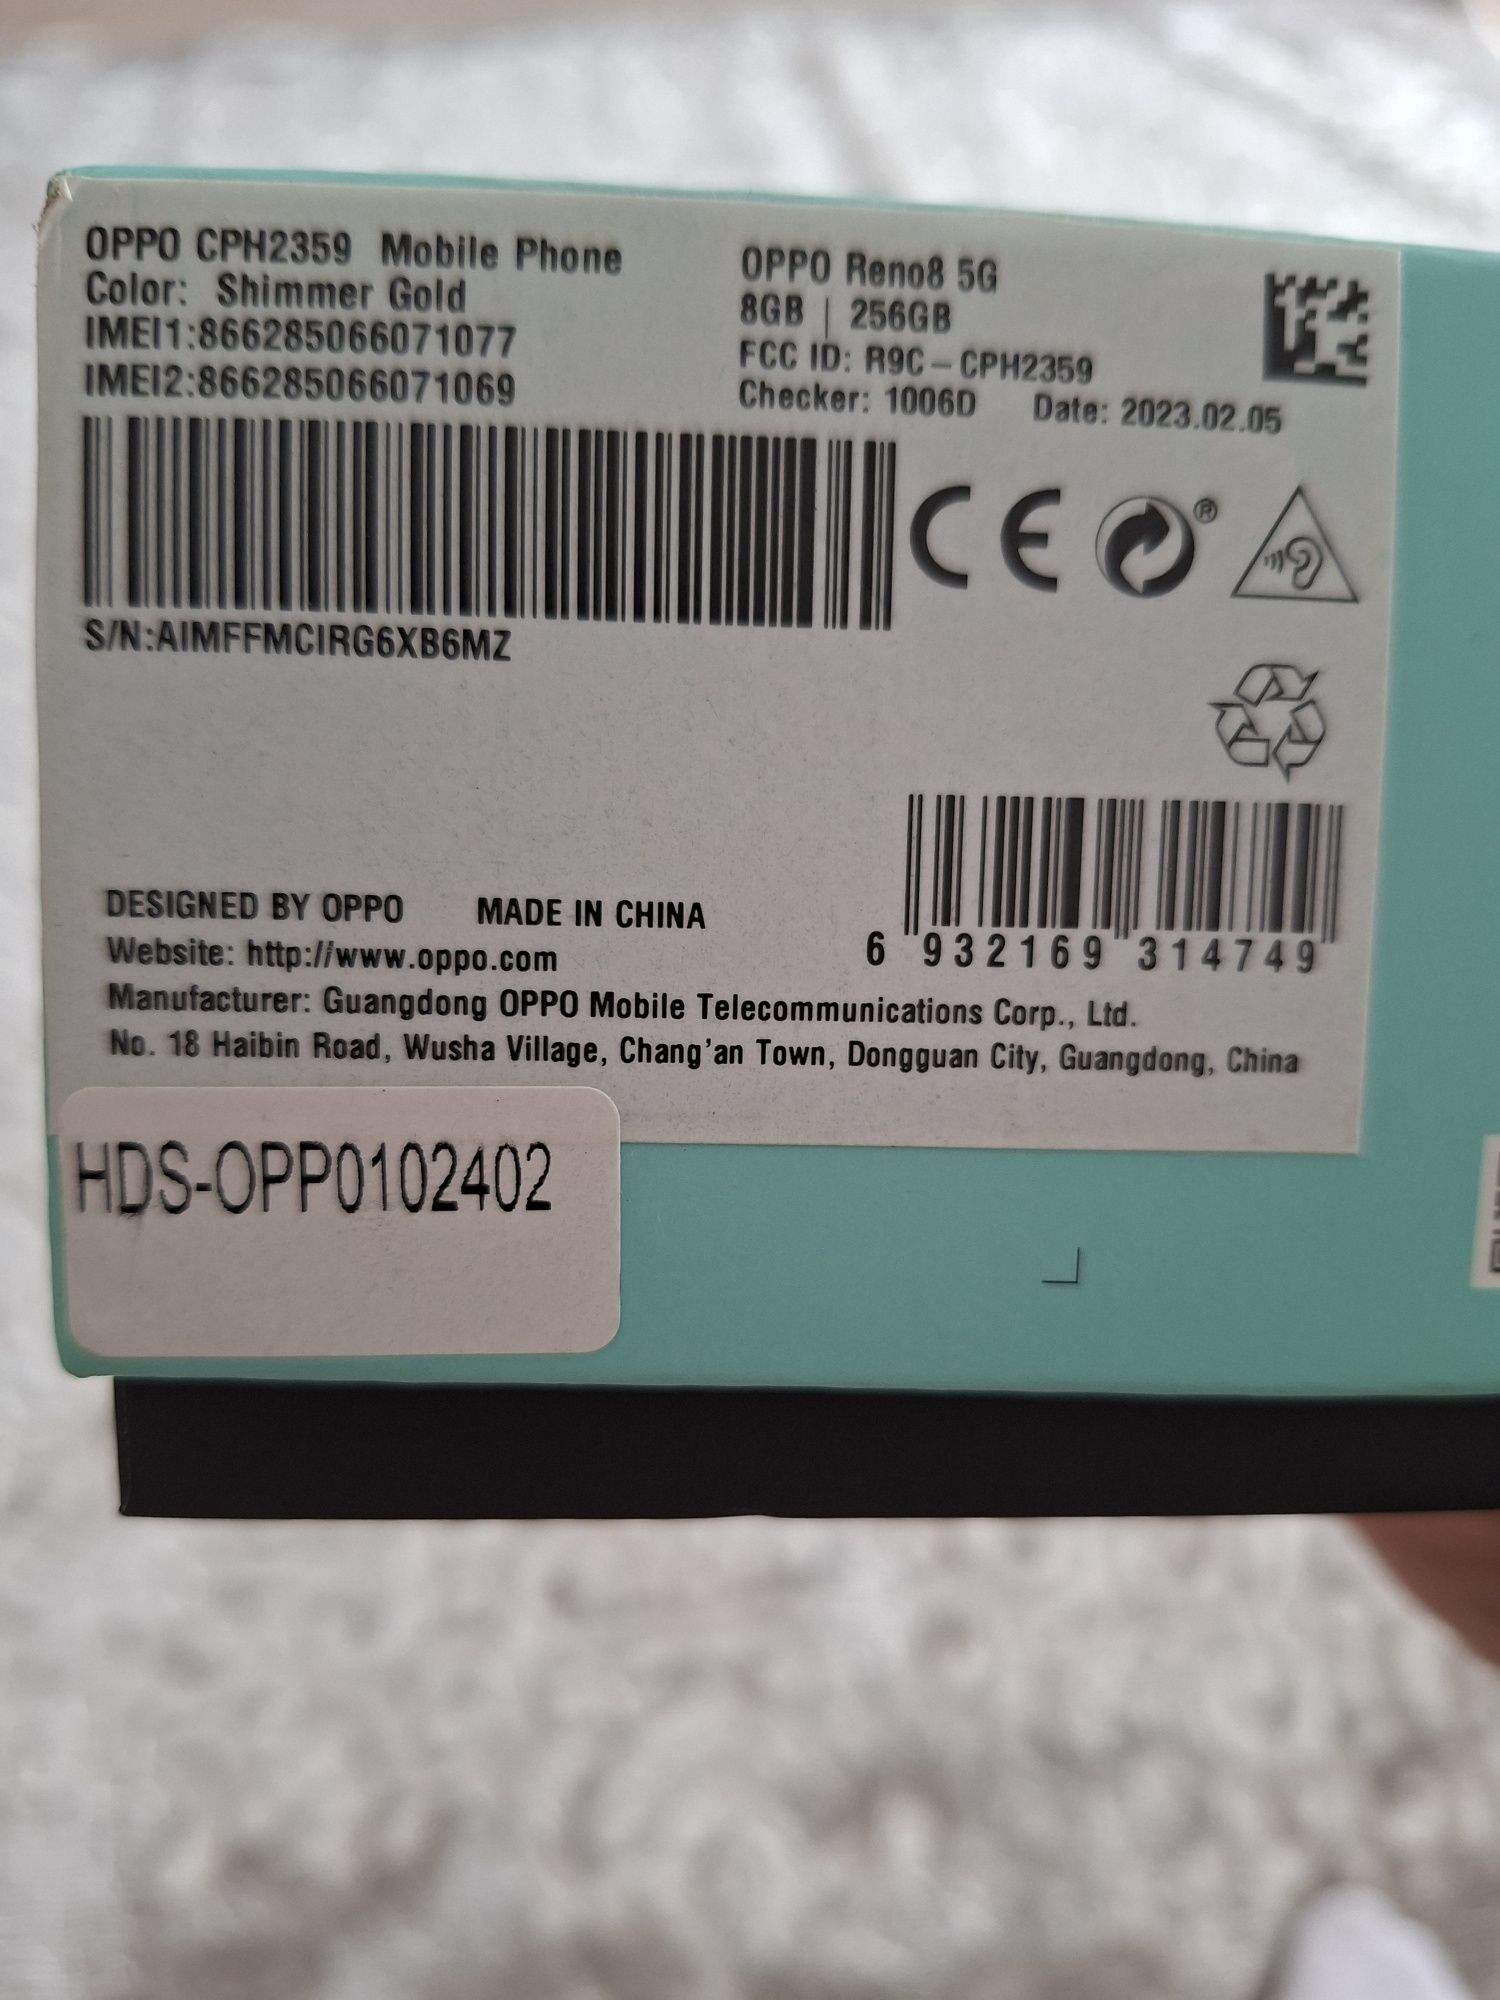 OPPO CPH2359 Mobile Phone
Color: Shimmer Gold
IMEI1:866285066071077
IMEI2:866285066071069
OPPO Reno8 5G
8GB | 256GB
FCC ID: R9C-CPH2359
Checker: 1006D Date: 2023.02.05
CE
®
S/N:AIMFFMCIRG6XB6MZ
6 932169 314749
DESIGNED BY OPPO MADE IN CHINA
Website: http://www.oppo.com
Manufacturer: Guangdong OPPO Mobile Telecommunications Corp., Ltd.
No. 18 Haibin Road, Wusha Village, Chang'an Town, Dongguan City, Guangdong, China
HDS-OPP0102402